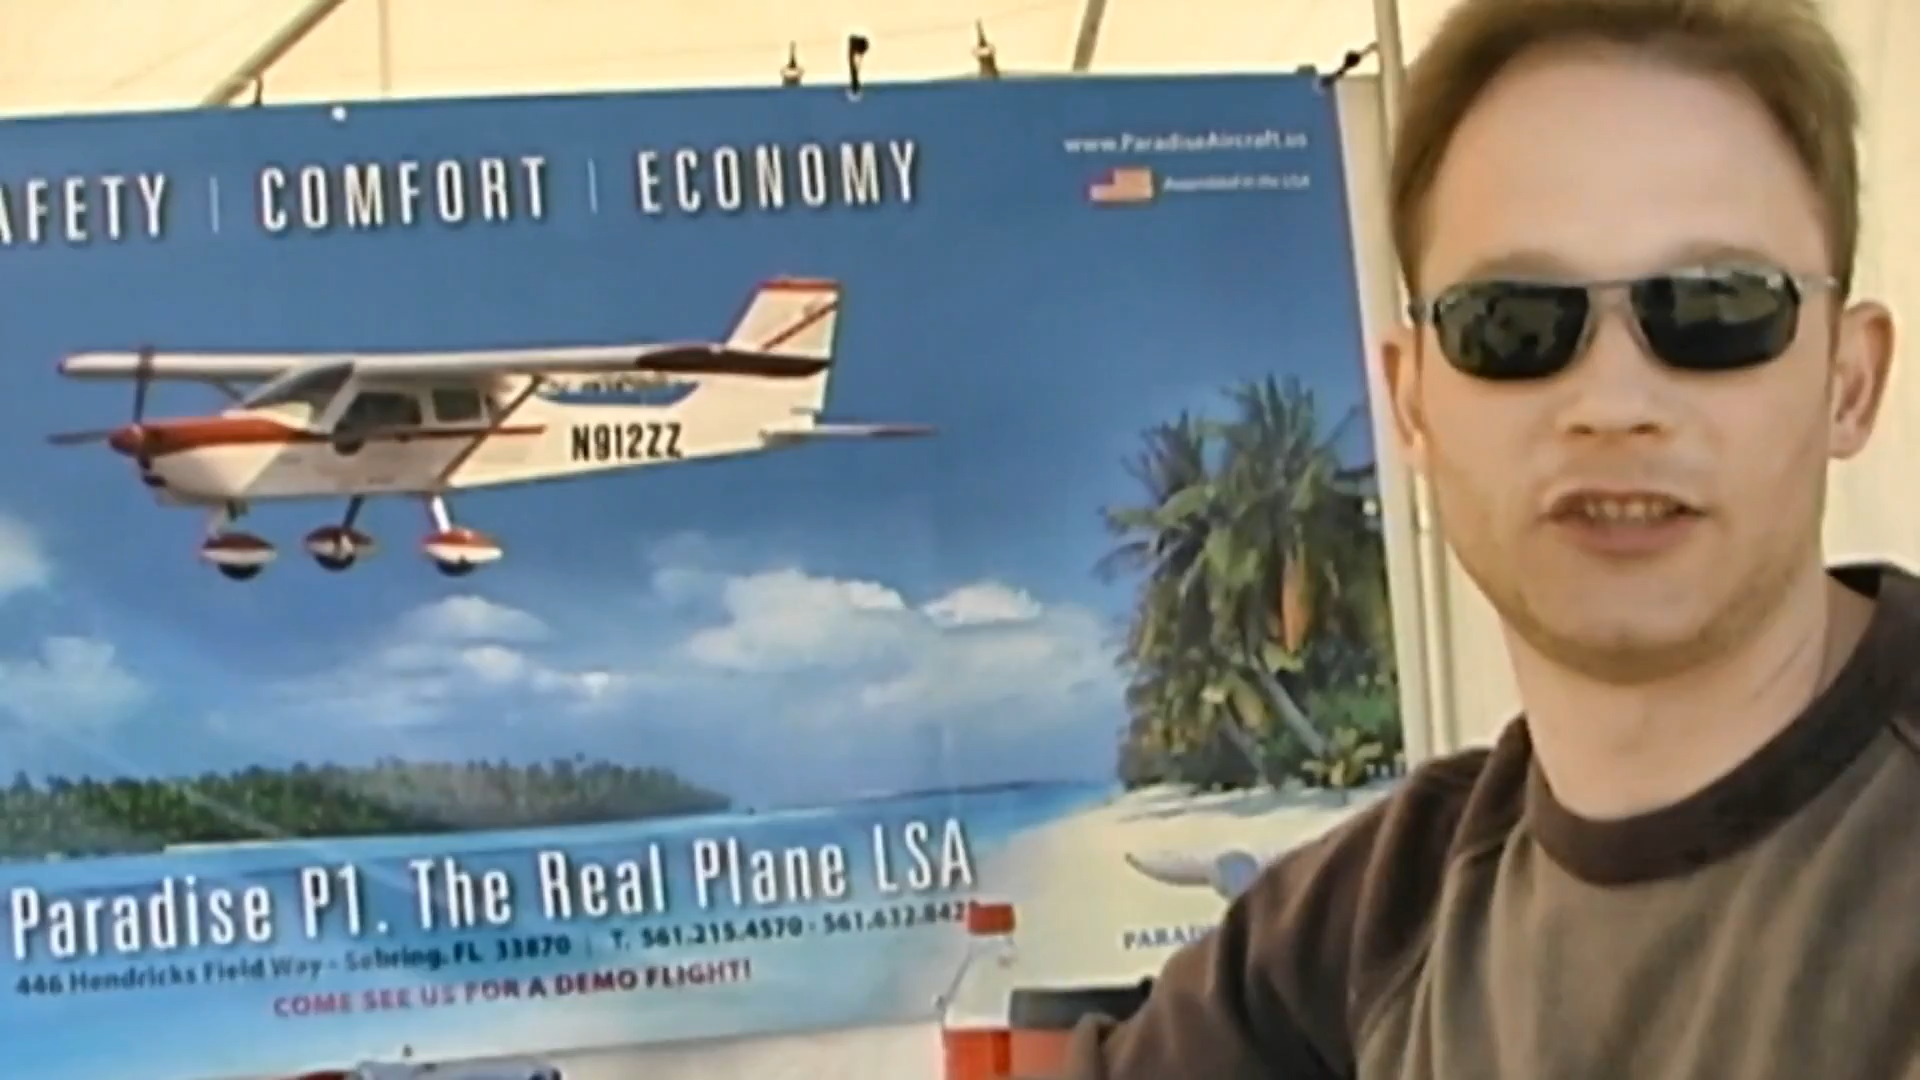 AFETY | COMFORT | ECONOMY
www.ParadiseAircraft.us
Assembled in the USA
N912ZZ
Paradise P1. The Real Plane LSA
446 Hendricks Field Way - Sebring, FL 33870 | T. 561.215.4570 - 561.632.842
COME SEE US FOR A DEMO FLIGHT!
PARADI